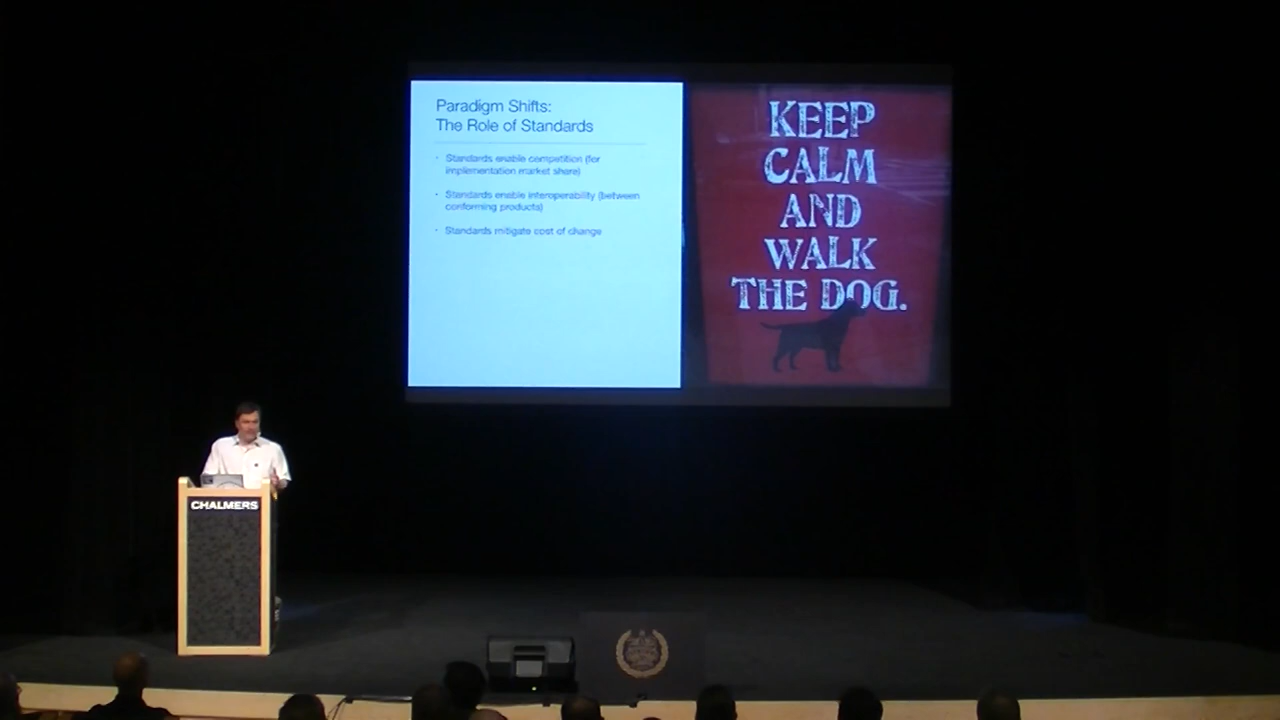 Paradigm Shifts:
The Role of Standards
· Standards enable competition (for
implementation market share)
· Standards enable interoperability (between
conforming products)
· Standards mitigate cost of change
KEEP
CALM
AND
WALK
THE DOG.
CHALMERS